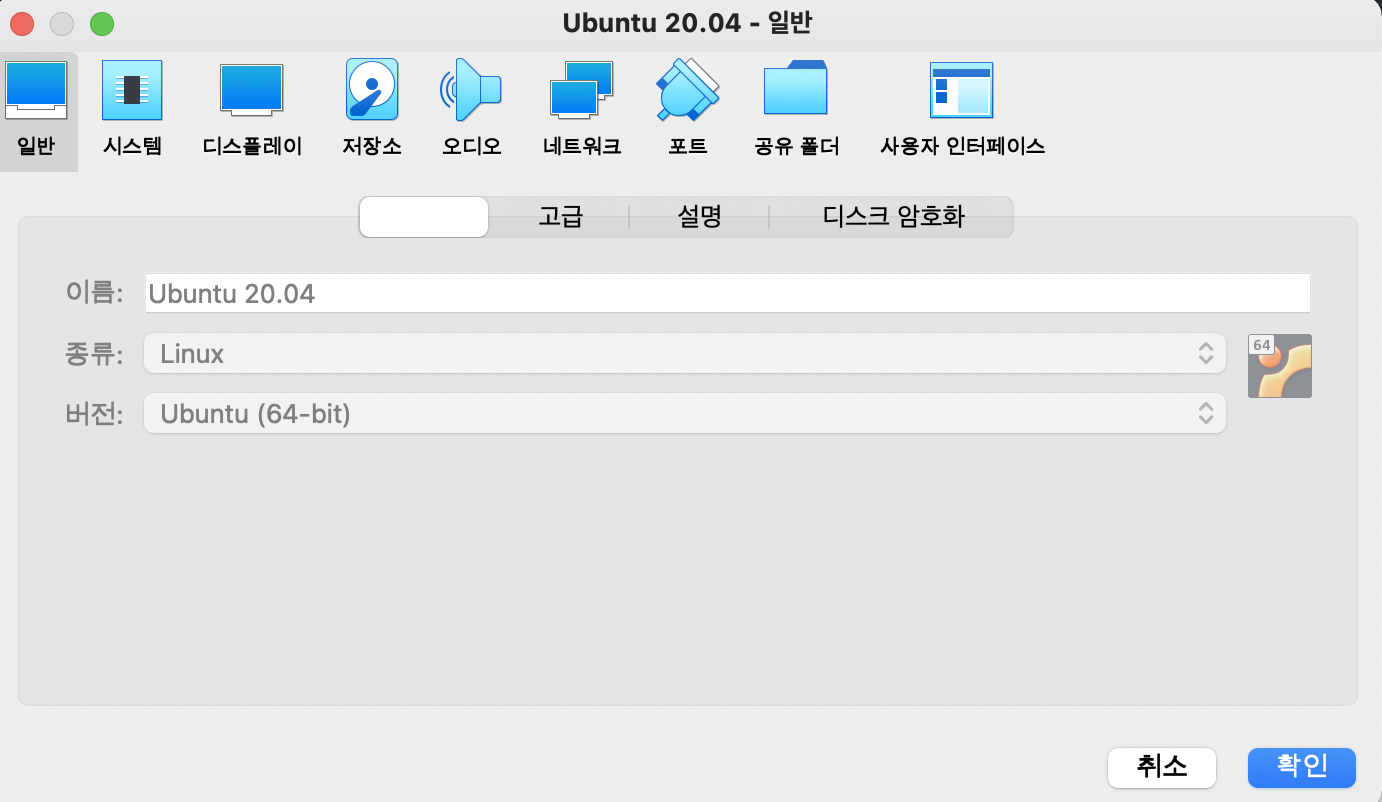 Ubuntu 20.04 - 일반
일반 시스템 디스플레이 저장소 오디오 네트워크 포트 공유 폴더 사용자 인터페이스
고급 설명 디스크 암호화
이름: Ubuntu 20.04
종류: Linux
64
버전: Ubuntu (64-bit)
취소 확인